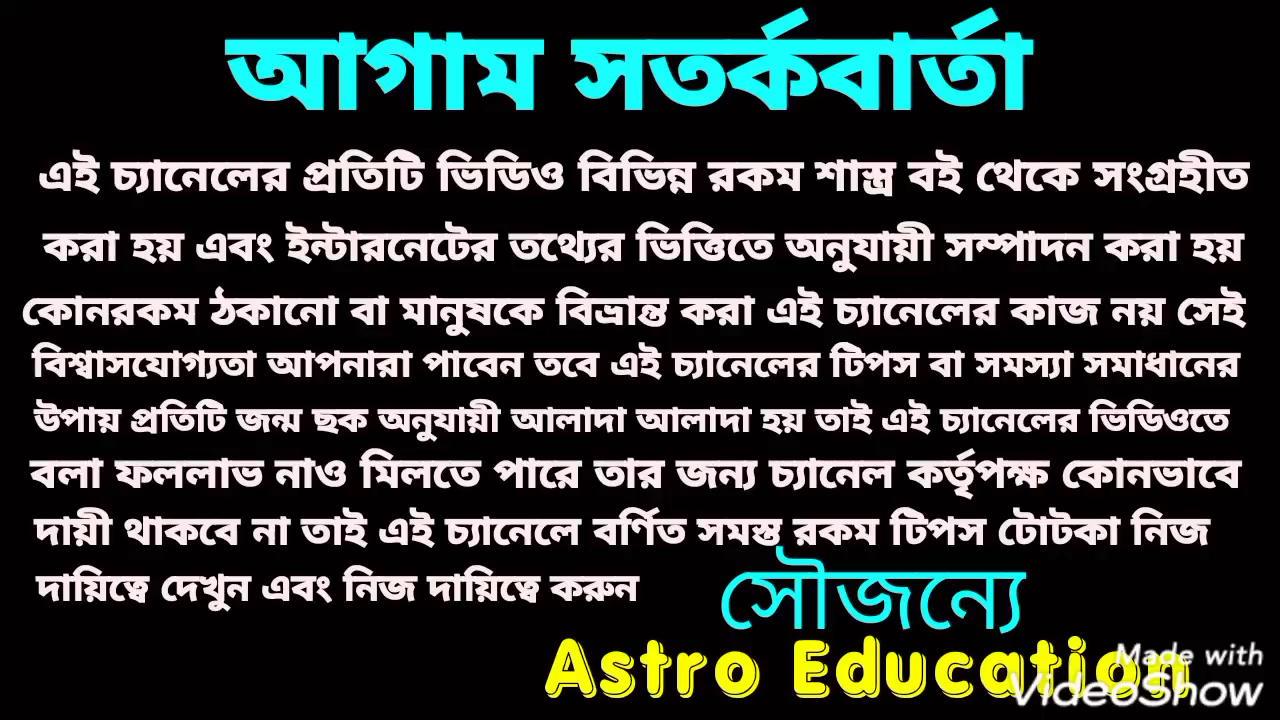 আগাম সতর্কবার্তা
এই চ্যানেলের প্রতিটি ভিডিও বিভিন্ন রকম শাস্ত্র বই থেকে সংগ্রহীত
করা হয় এবং ইন্টারনেটের তথ্যের ভিত্তিতে অনুযায়ী সম্পাদন করা হয়
কোনরকম ঠকানো বা মানুষকে বিভ্রান্ত করা এই চ্যানেলের কাজ নয় সেই
বিশ্বাসযোগ্যতা আপনারা পাবেন তবে এই চ্যানেলের টিপস বা সমস্যা সমাধানের
উপায় প্রতিটি জন্ম ছক অনুযায়ী আলাদা আলাদা হয় তাই এই চ্যানেলের ভিডিওতে
বলা ফললাভ নাও মিলতে পারে তার জন্য চ্যানেল কর্তৃপক্ষ কোনভাবে
দায়ী থাকবে না তাই এই চ্যানেলে বর্ণিত সমস্ত রকম টিপস টোটকা নিজ
দায়িত্বে দেখুন এবং নিজ দায়িত্বে করুন
সৌজন্যে
Astro Education
Made with
VideoShow